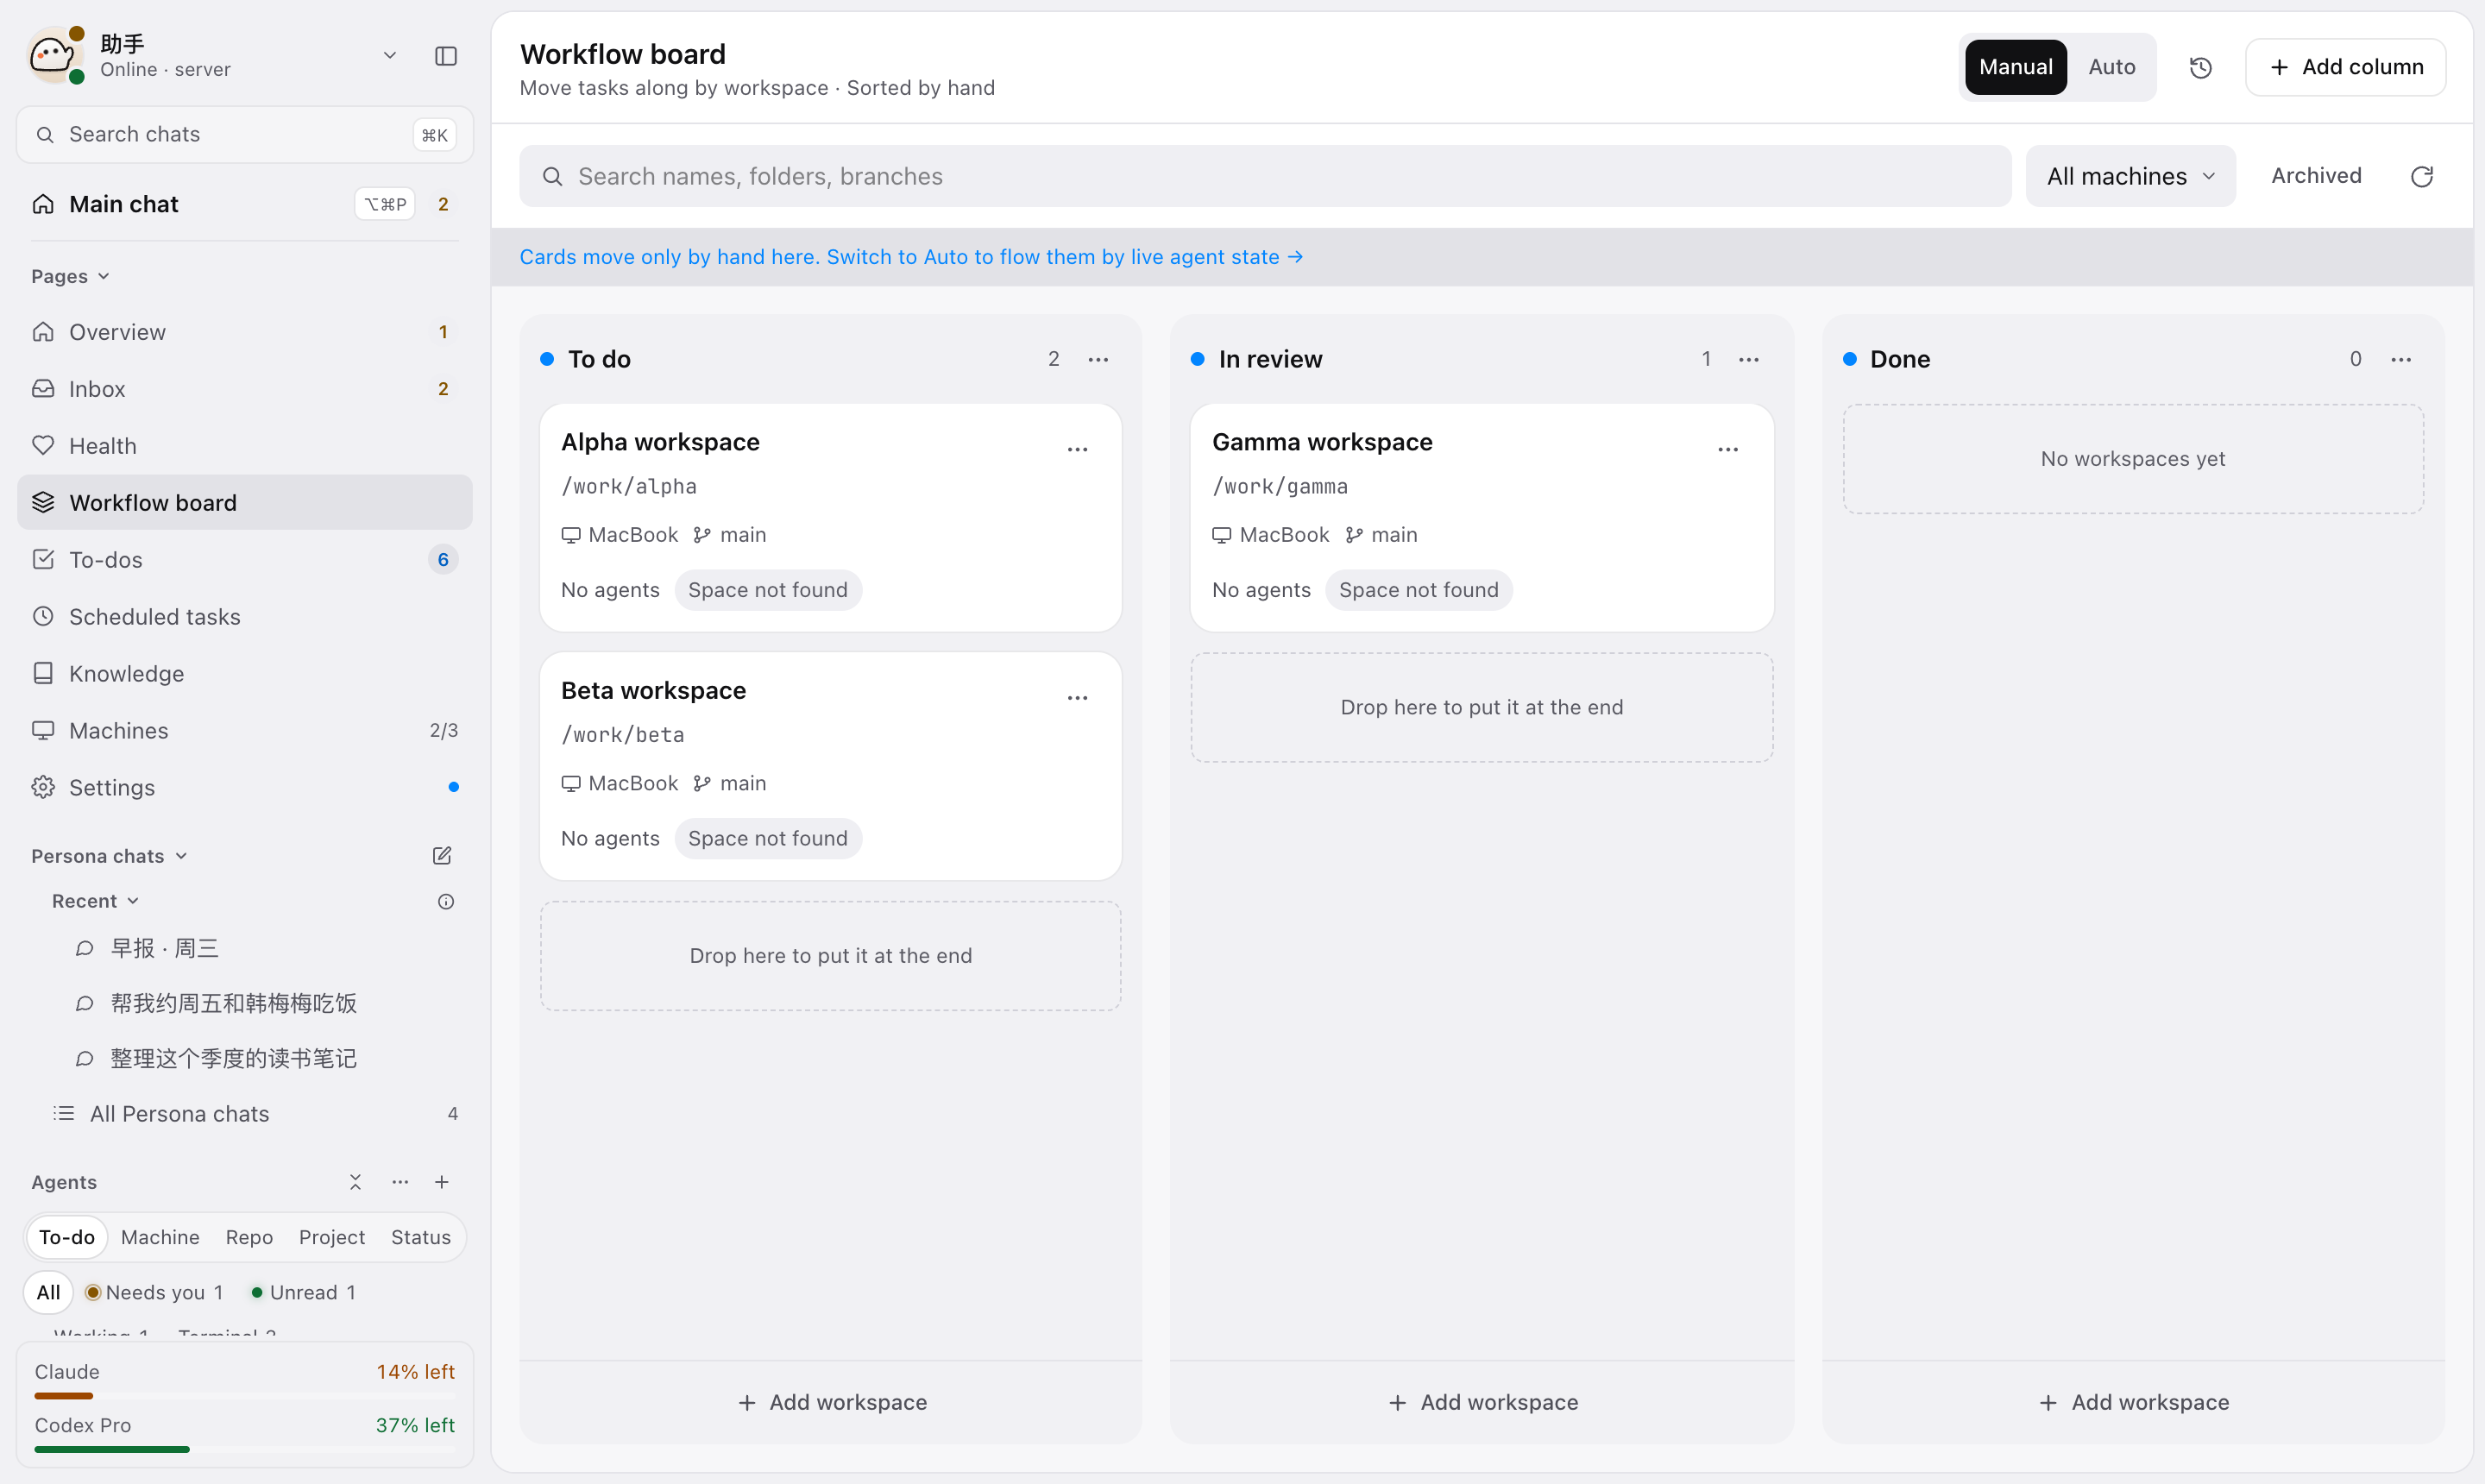 助手
Online · server
Search chats ⌘K
Main chat ⌥⌘P 2
Pages
Overview 1
Inbox 2
Health
Workflow board
To-dos 6
Scheduled tasks
Knowledge
Machines 2/3
Settings
Persona chats
Recent
早报 · 周三
帮我约周五和韩梅梅吃饭
整理这个季度的读书笔记
All Persona chats 4
Agents
To-do Machine Repo Project Status
All Needs you 1 Unread 1
Claude 14% left
Codex Pro 37% left
Workflow board
Move tasks along by workspace · Sorted by hand
Manual Auto
+ Add column
Search names, folders, branches
All machines
Archived
Cards move only by hand here. Switch to Auto to flow them by live agent state →
To do 2
Alpha workspace
/work/alpha
MacBook main
No agents Space not found
Beta workspace
/work/beta
MacBook main
No agents Space not found
Drop here to put it at the end
+ Add workspace
In review 1
Gamma workspace
/work/gamma
MacBook main
No agents Space not found
Drop here to put it at the end
+ Add workspace
Done 0
No workspaces yet
+ Add workspace